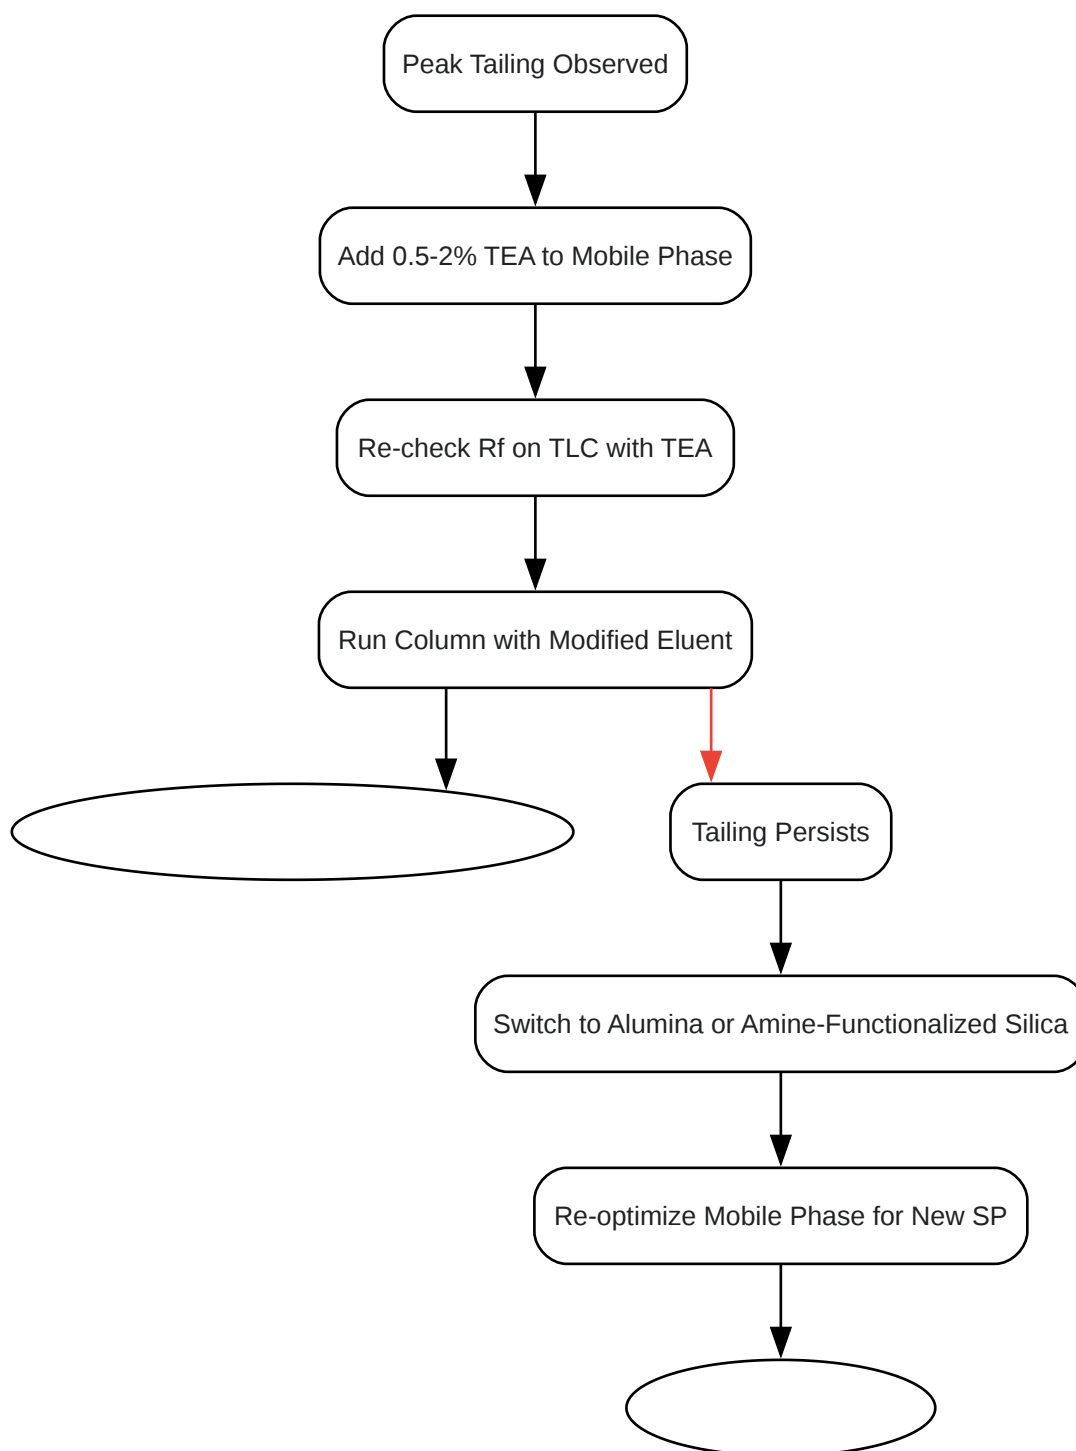 Peak Tailing Observed
Add 0.5-2% TEA to Mobile Phase
Re-check Rf on TLC with TEA
Run Column with Modified Eluent
Tailing Persists
Switch to Alumina or Amine-Functionalized Silica
Re-optimize Mobile Phase for New SP